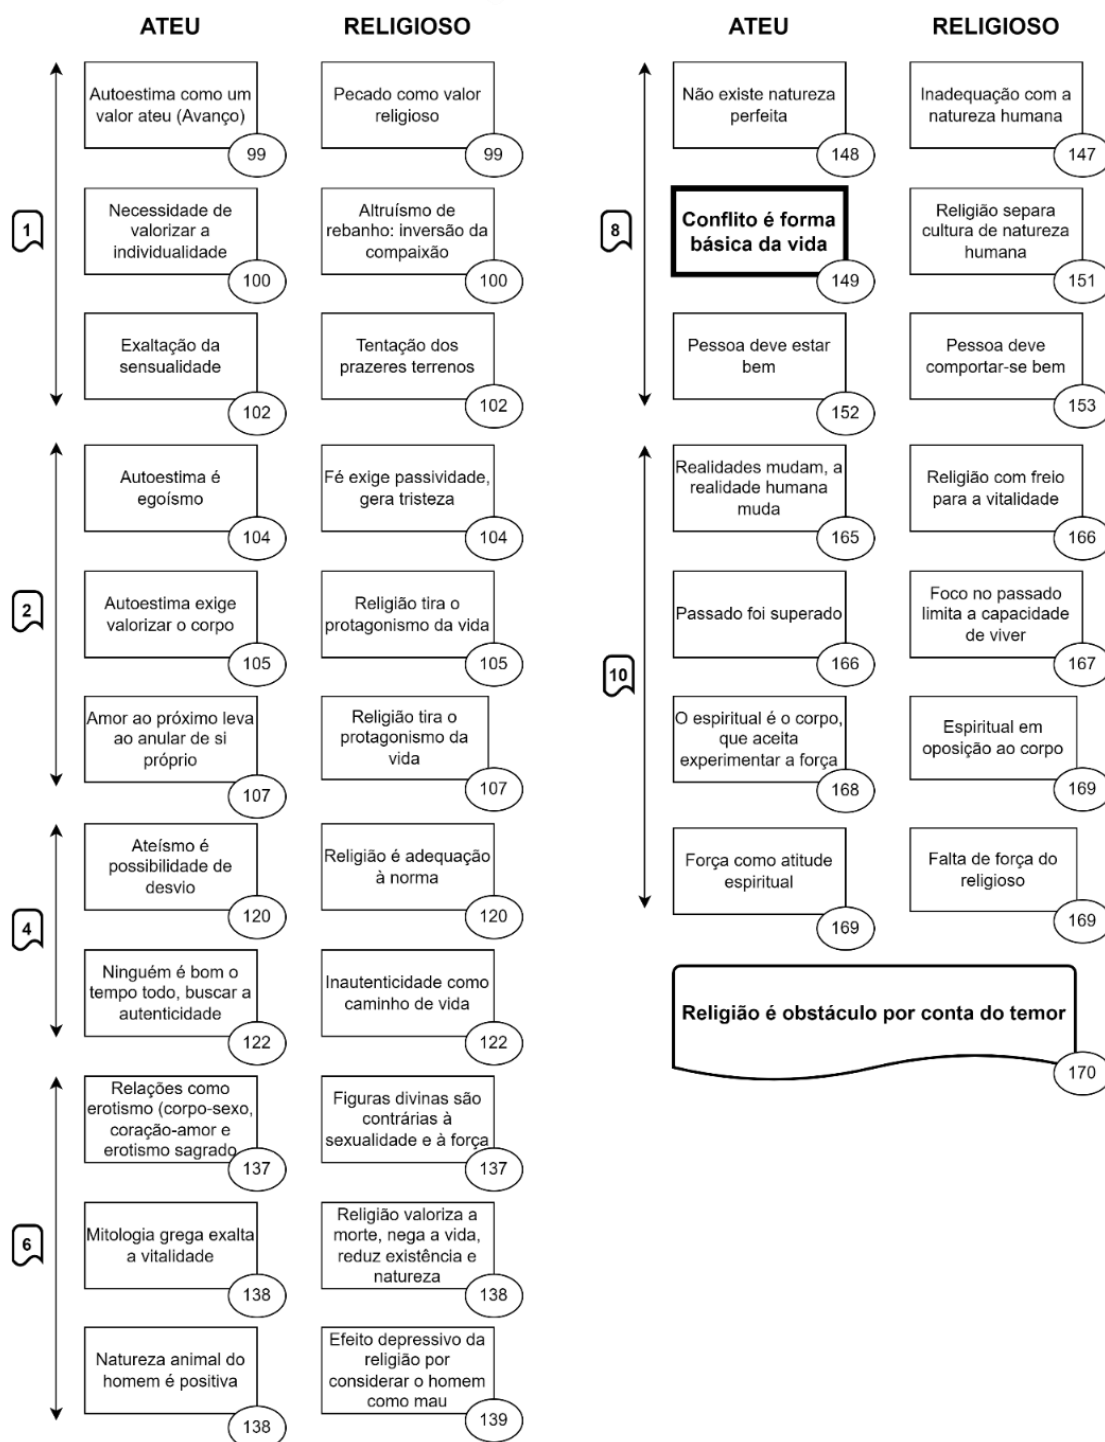 ATEU
RELIGIOSO
1
Autoestima como um
valor ateu (Avanço)
99
Pecado como valor
religioso
99
Necessidade de
valorizar a
individualidade
100
Altruísmo de
rebanho: inversão da
compaixão
100
Exaltação da
sensualidade
102
Tentação dos
prazeres terrenos
102
2
Autoestima é
egoísmo
104
Fé exige passividade,
gera tristeza
104
Autoestima exige
valorizar o corpo
105
Religião tira o
protagonismo da vida
105
Amor ao próximo leva
ao anular de si
próprio
107
Religião tira o
protagonismo da
vida
107
4
Ateísmo é
possibilidade de
desvio
120
Religião é adequação
à norma
120
Ninguém é bom o
tempo todo, buscar a
autenticidade
122
Inautenticidade como
caminho de vida
122
6
Relações como
erotismo (corpo-sexo,
coração-amor e
erotismo sagrado
137
Figuras divinas são
contrárias à
sexualidade e à força
137
Mitologia grega exalta
a vitalidade
138
Religião valoriza a
morte, nega a vida,
reduz existência e
natureza
138
Natureza animal do
homem é positiva
138
Efeito depressivo da
religião por
considerar o homem
como mau
139
ATEU
RELIGIOSO
8
Não existe natureza
perfeita
148
Inadequação com a
natureza humana
147
Conflito é forma
básica da vida
149
Religião separa
cultura de natureza
humana
151
Pessoa deve estar
bem
152
Pessoa deve
comportar-se bem
153
10
Realidades mudam, a
realidade humana
muda
165
Religião com freio
para a vitalidade
166
Passado foi superado
166
Foco no passado
limita a capacidade
de viver
167
O espiritual é o corpo,
que aceita
experimentar a força
168
Espiritual em
oposição ao corpo
169
Força como atitude
espiritual
169
Falta de força do
religioso
169
Religião é obstáculo por conta do temor
170